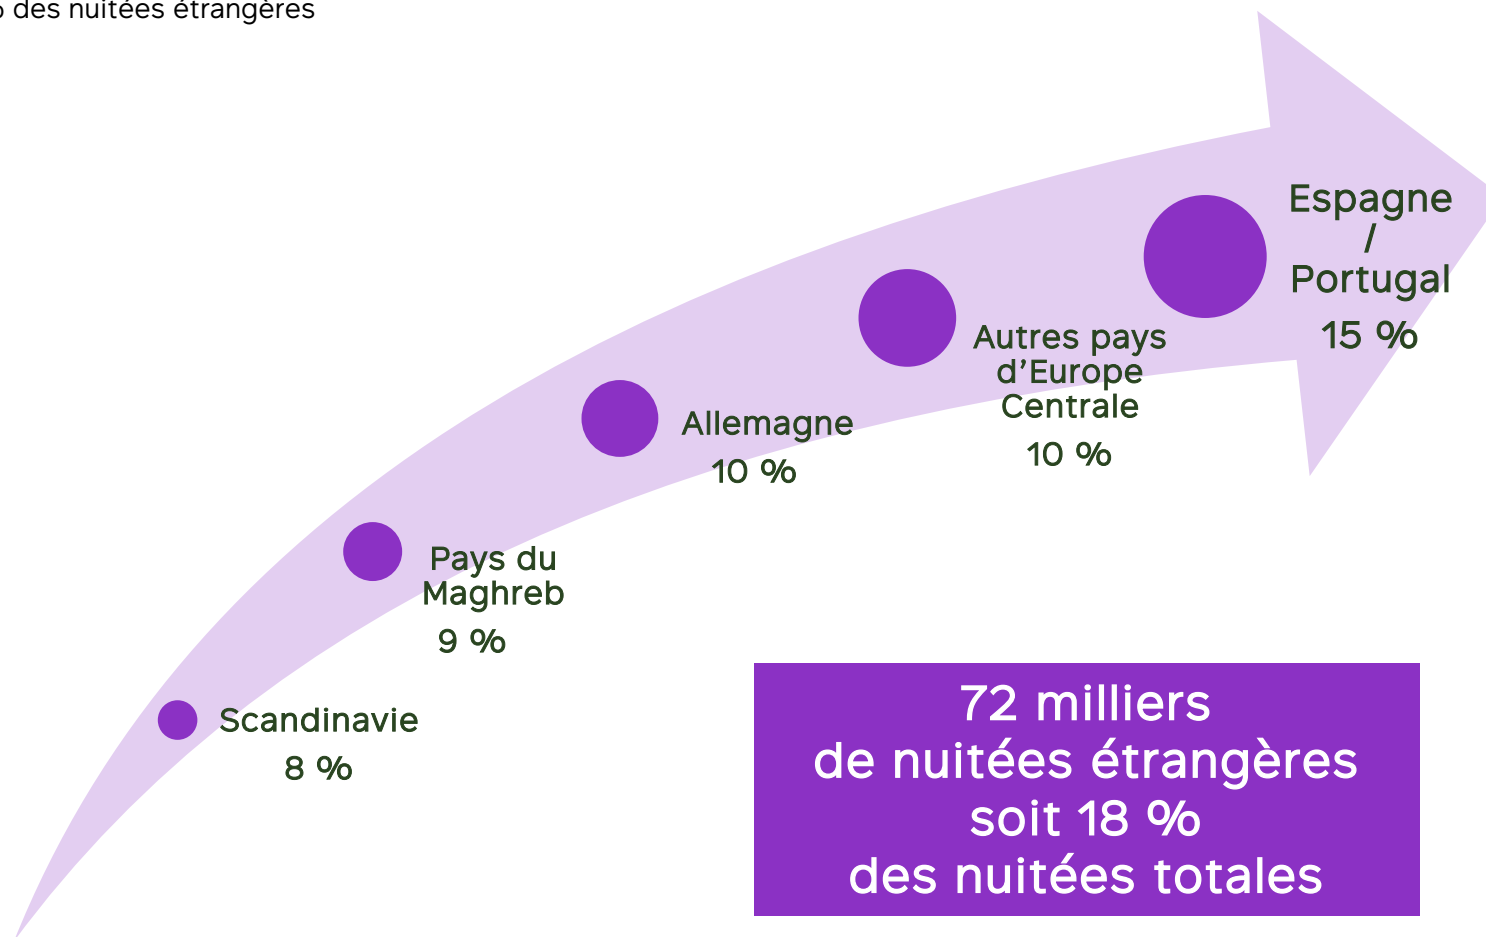 % des nuitées étrangères
Espagne
/
Portugal
15 %
Autres pays
d’Europe
Centrale
10 %
Allemagne
10 %
Pays du
Maghreb
9 %
Scandinavie
8 %
72 milliers
de nuitées étrangères
soit 18 %
des nuitées totales